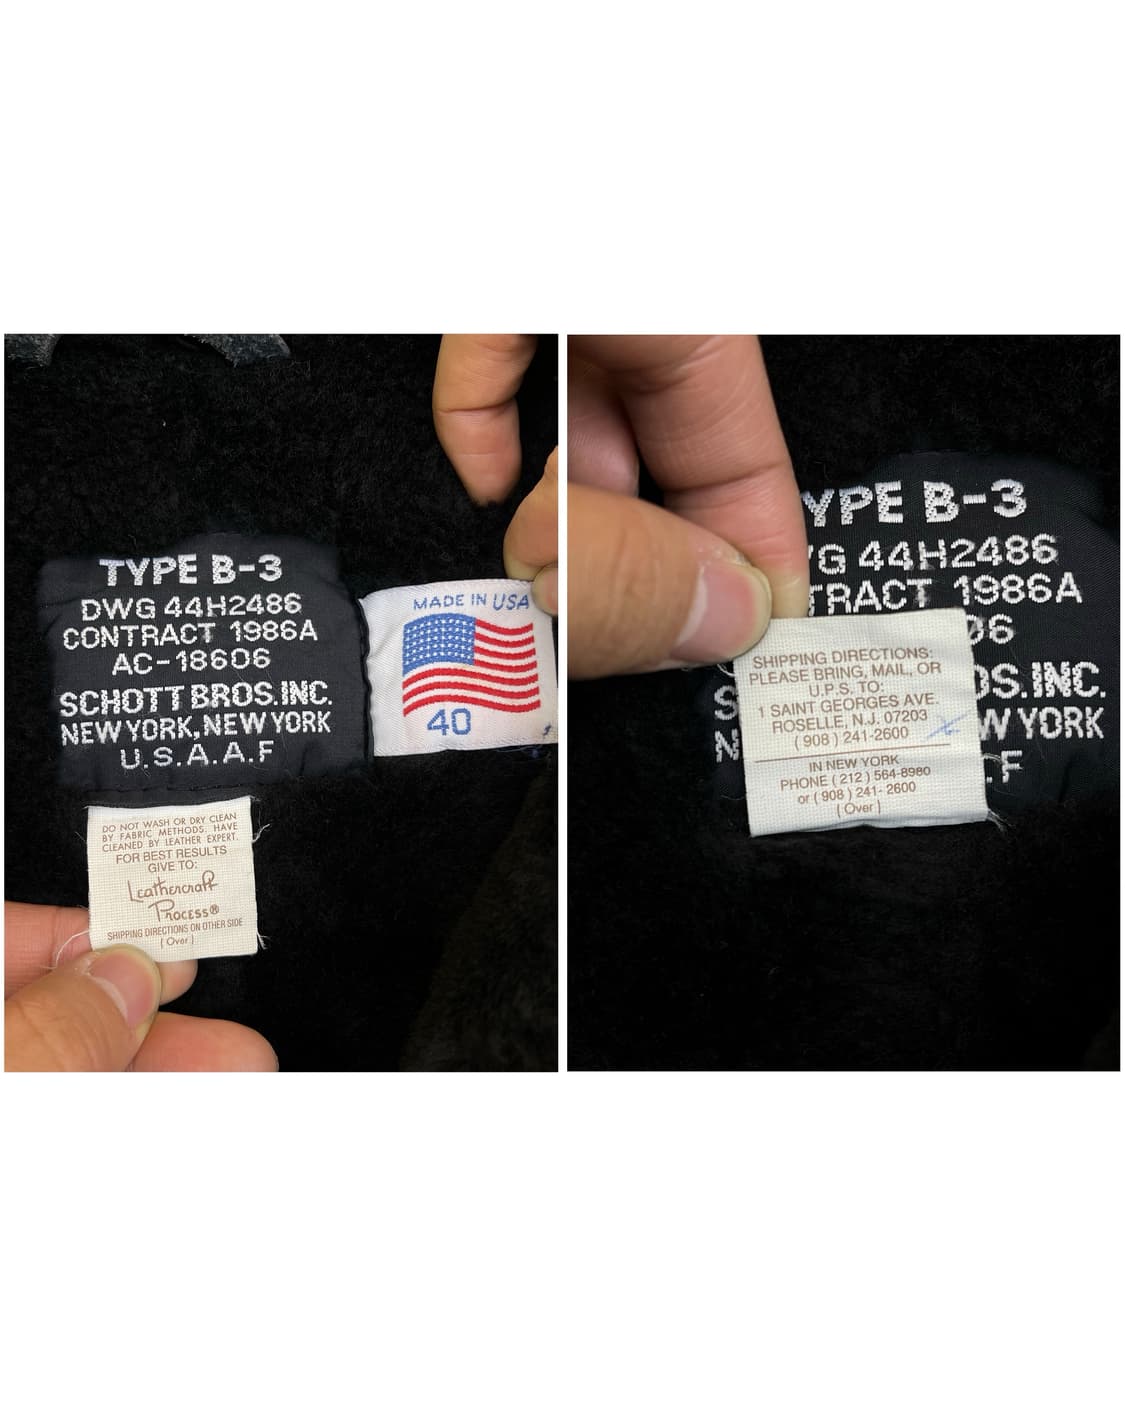 TYPE B-3
DWG 44H2486
CONTRACT 1986A
AC-18606
SCHOTT BROS.INC.
NEW YORK,NEW YORK
U.S.A.A.F
MADE IN USA
40
DO NOT WASH OR DRY CLEAN
BY FABRIC METHODS. HAVE
CLEANED BY LEATHER EXPERT.
FOR BEST RESULTS
GIVE TO:
Leathercraft
Process®
SHIPPING DIRECTIONS ON OTHER SIDE
(Over)
YPE B-3
WG 44H2486
TRACT 1986A
06
OS.INC.
W YORK
.F
SHIPPING DIRECTIONS:
PLEASE BRING, MAIL, OR
U.P.S. TO:
1 SAINT GEORGES AVE.
ROSELLE, N.J. 07203
(908) 241-2600
IN NEW YORK
PHONE (212) 564-8980
or (908) 241-2600
(Over)